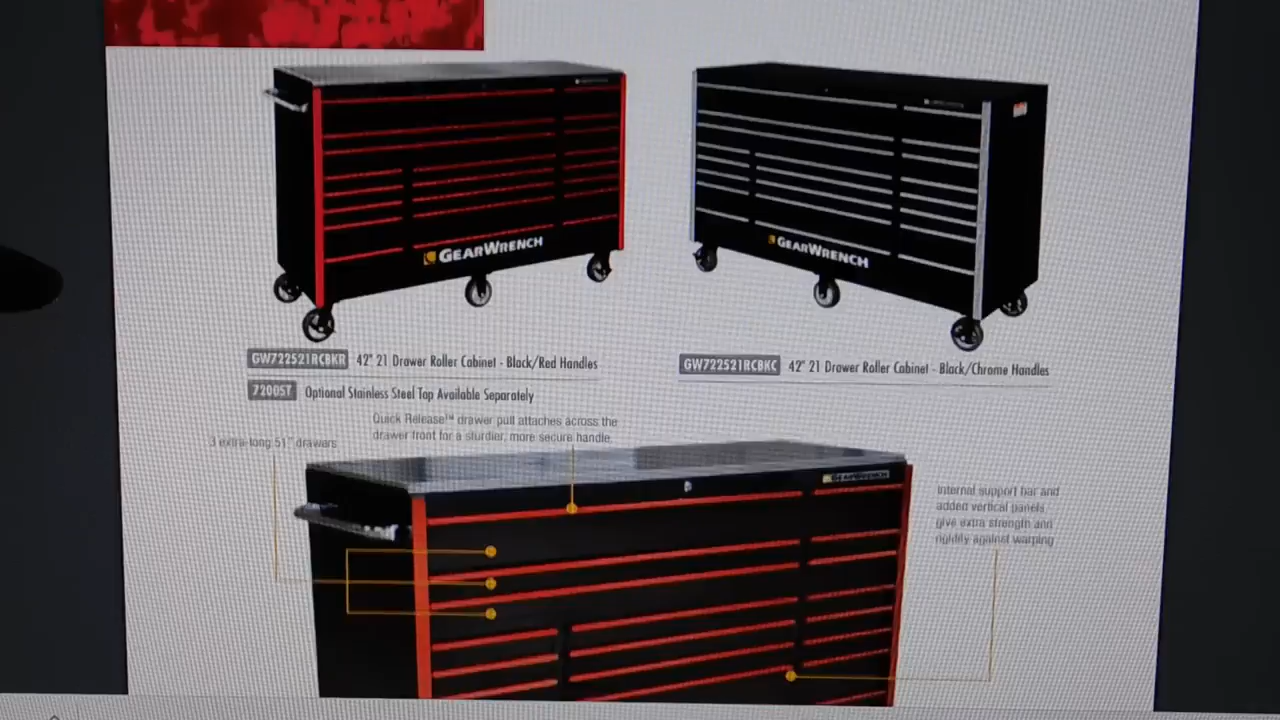 GEARWRENCH
GEARWRENCH
GW722521RCBKR 42" 21 Drawer Roller Cabinet - Black/Red Handles
GW722521RCBKC 42" 21 Drawer Roller Cabinet - Black/Chrome Handles
7200ST Optional Stainless Steel Top Available Separately
Quick Release™ drawer pull attaches across the
drawer front for a sturdier, more secure handle.
3 extra-long 51" drawers
GEARWRENCH
Internal support bar and
added vertical panels
give extra strength and
rigidity against warping